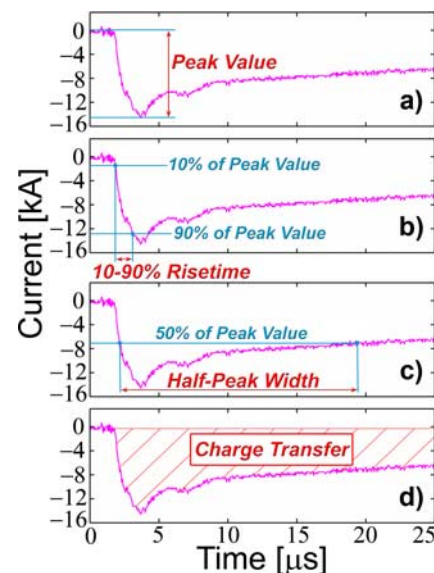 Current [kA]
0
−4
−8
−12
−16
Peak Value
a)
0
−4
−8
−12
−16
10% of Peak Value
90% of Peak Value
b)
10-90% Risetime
0
−4
−8
−12
−16
50% of Peak Value
Half-Peak Width
c)
0
−4
−8
−12
−16
Charge Transfer
d)
0 5 10 15 20 25
Time [μs]